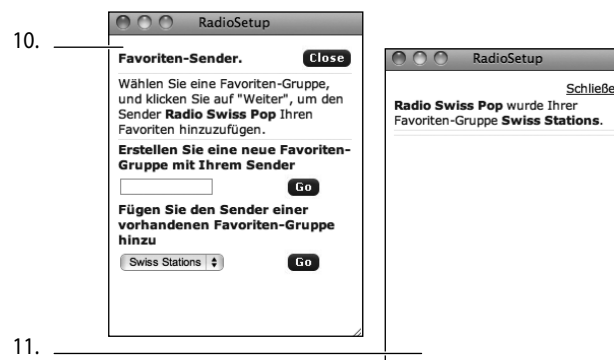 10.
RadioSetup
Favoriten-Sender.
Close
Wählen Sie eine Favoriten-Gruppe,
und klicken Sie auf "Weiter", um den
Sender Radio Swiss Pop Ihren
Favoriten hinzuzufügen.
Erstellen Sie eine neue Favoriten-
Gruppe mit Ihrem Sender
Go
Fügen Sie den Sender einer
vorhandenen Favoriten-Gruppe
hinzu
Swiss Stations
Go
11.
RadioSetup
Schließe
Radio Swiss Pop wurde Ihrer
Favoriten-Gruppe Swiss Stations.